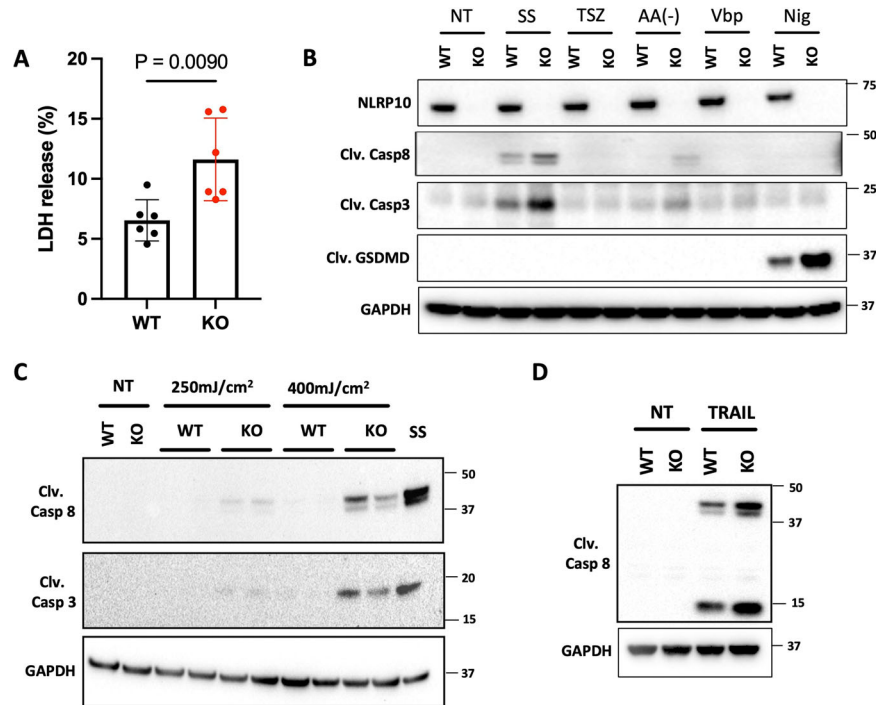 A
P = 0.0090
LDH release (%)
20
15
10
5
0
WT
KO
B
NT SS TSZ AA(-) Vbp Nig
WT KO WT KO WT KO WT KO WT KO WT KO
NLRP10
75
Clv. Casp8
50
Clv. Casp3
25
Clv. GSDMD
37
GAPDH
37
C
NT 250mJ/cm² 400mJ/cm²
WT KO WT KO WT KO SS
Clv.
Casp 8
50
37
Clv.
Casp 3
20
15
GAPDH
37
D
NT TRAIL
WT KO WT KO
Clv.
Casp 8
50
37
15
GAPDH
37